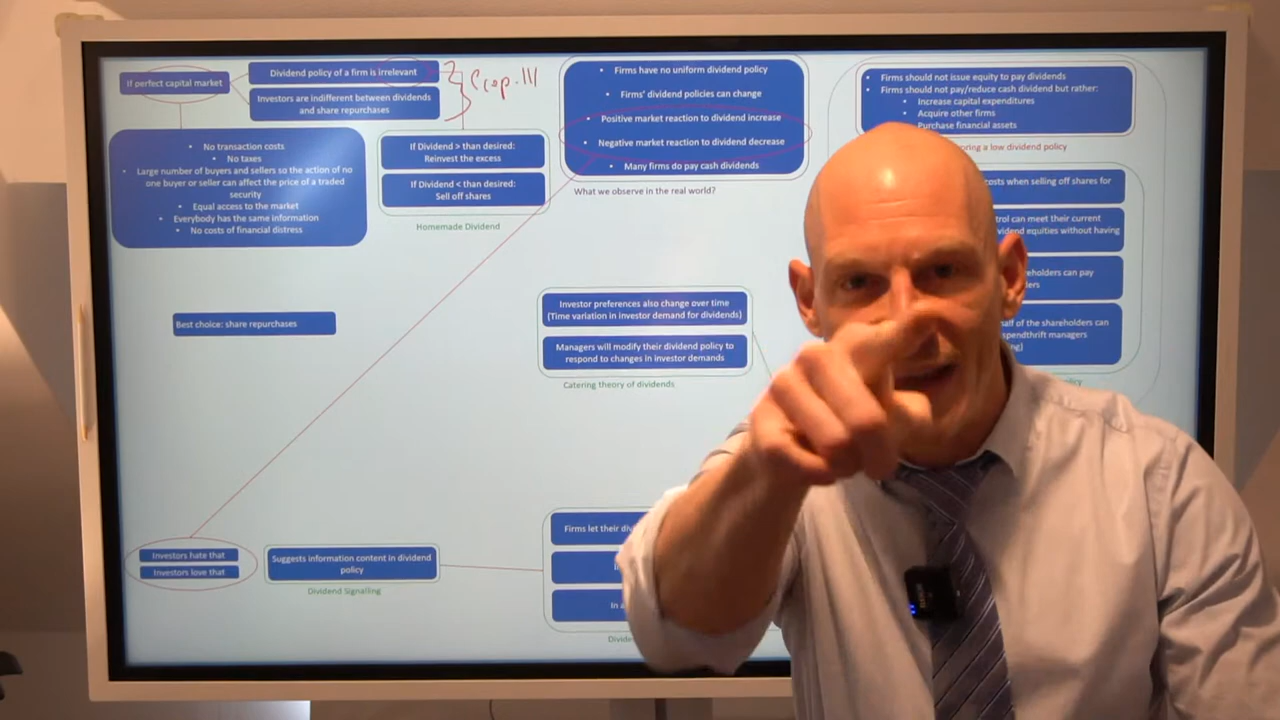 If perfect capital market
Dividend policy of a firm is irrelevant
Investors are indifferent between dividends
and share repurchases
Prop. III
• No transaction costs
• No taxes
• Large number of buyers and sellers so the action of no
one buyer or seller can affect the price of a traded
security
• Equal access to the market
• Everybody has the same information
• No costs of financial distress
If Dividend > than desired:
Reinvest the excess
If Dividend < than desired:
Sell off shares
Homemade Dividend
• Firms have no uniform dividend policy
• Firms' dividend policies can change
• Positive market reaction to dividend increase
• Negative market reaction to dividend decrease
• Many firms do pay cash dividends
What we observe in the real world?
• Firms should not issue equity to pay dividends
• Firms should not pay/reduce cash dividend but rather:
• Increase capital expenditures
• Acquire other firms
Purchase financial assets
a low dividend policy
costs when selling off shares for
can meet their current
equities without having
can pay
half of the shareholders can
spendthrift managers
Best choice: share repurchases
Investor preferences also change over time
(Time variation in investor demand for dividends)
Managers will modify their dividend policy to
respond to changes in investor demands
Catering theory of dividends
Investors hate that
Investors love that
Suggests information content in dividend
policy
Dividend Signalling
Firms let their
In